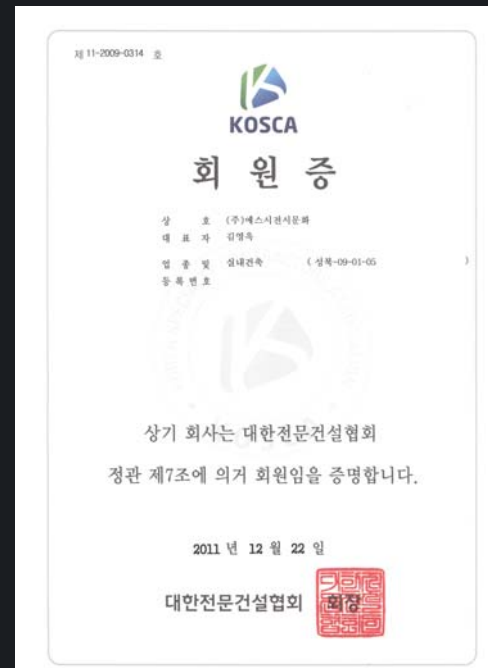 제 11-2009-0314 호
KOSCA
회 원 증
상 호 (주)에스시전시문화
대 표 자 김영옥
업 종 및 실내건축 ( 성북-09-01-05 )
등 록 번 호
상기 회사는 대한전문건설협회
정관 제7조에 의거 회원임을 증명합니다.
2011 년 12 월 22 일
대한전문건설협회 회장